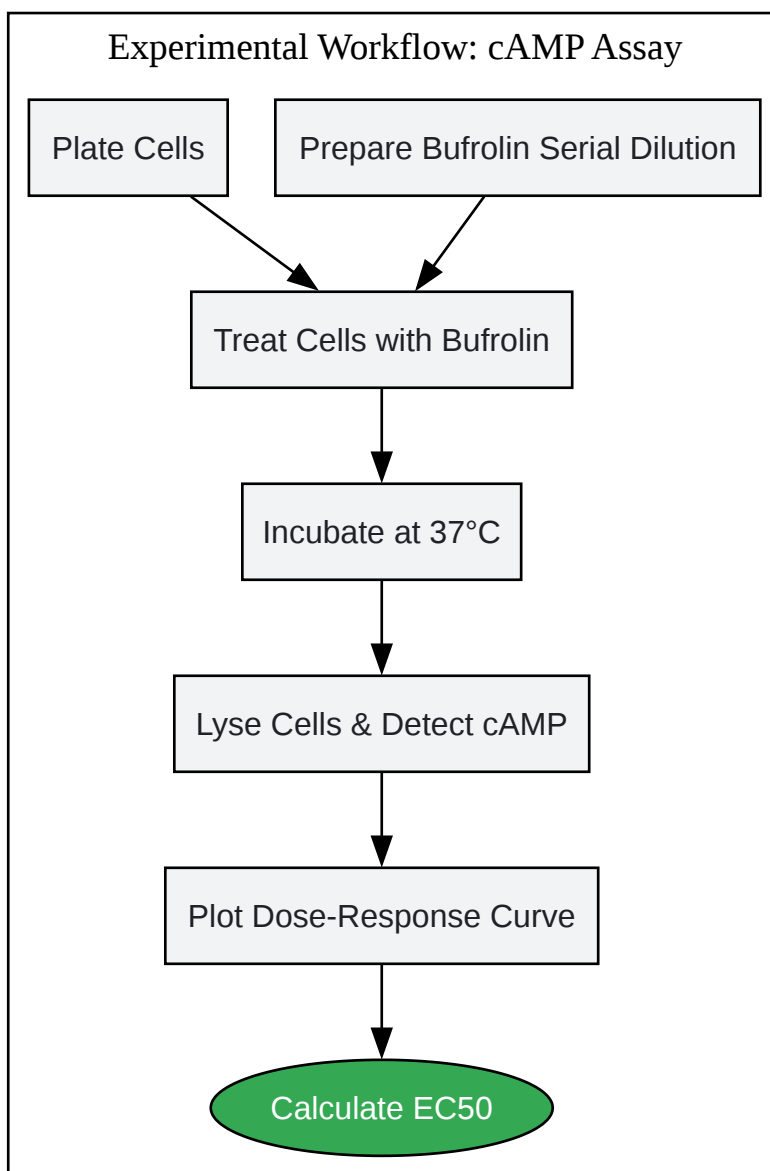 Experimental Workflow: cAMP Assay
Plate Cells
Prepare Bufrolin Serial Dilution
Treat Cells with Bufrolin
Incubate at 37°C
Lyse Cells & Detect cAMP
Plot Dose-Response Curve
Calculate EC50